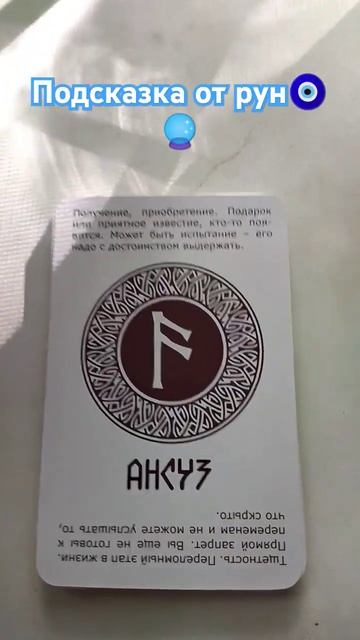 Подсказка от рун🧿
🔮
Получение, приобретение. Подарок
или приятное известие, кто-то поя-
вится. Может быть испытание – его
надо с достоинством выдержать.
АНСУЗ
Тщетность. Переломный этап в жизни.
Прямой запрет. Вы еще не готовы к
переменам и не можете услышать то,
что скрыто.